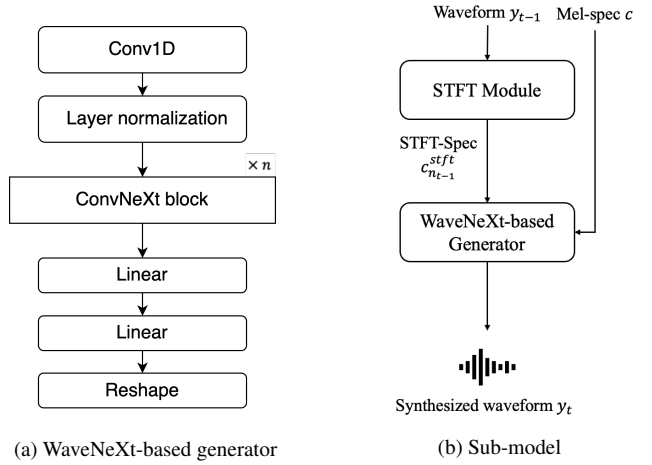 Conv1D
Layer normalization
× n
ConvNeXt block
Linear
Linear
Reshape
(a) WaveNeXt-based generator
Waveform y_{t−1}
Mel-spec c
STFT Module
STFT-Spec
c^{stft}_{n_{t−1}}
WaveNeXt-based
Generator
Synthesized waveform y_t
(b) Sub-model